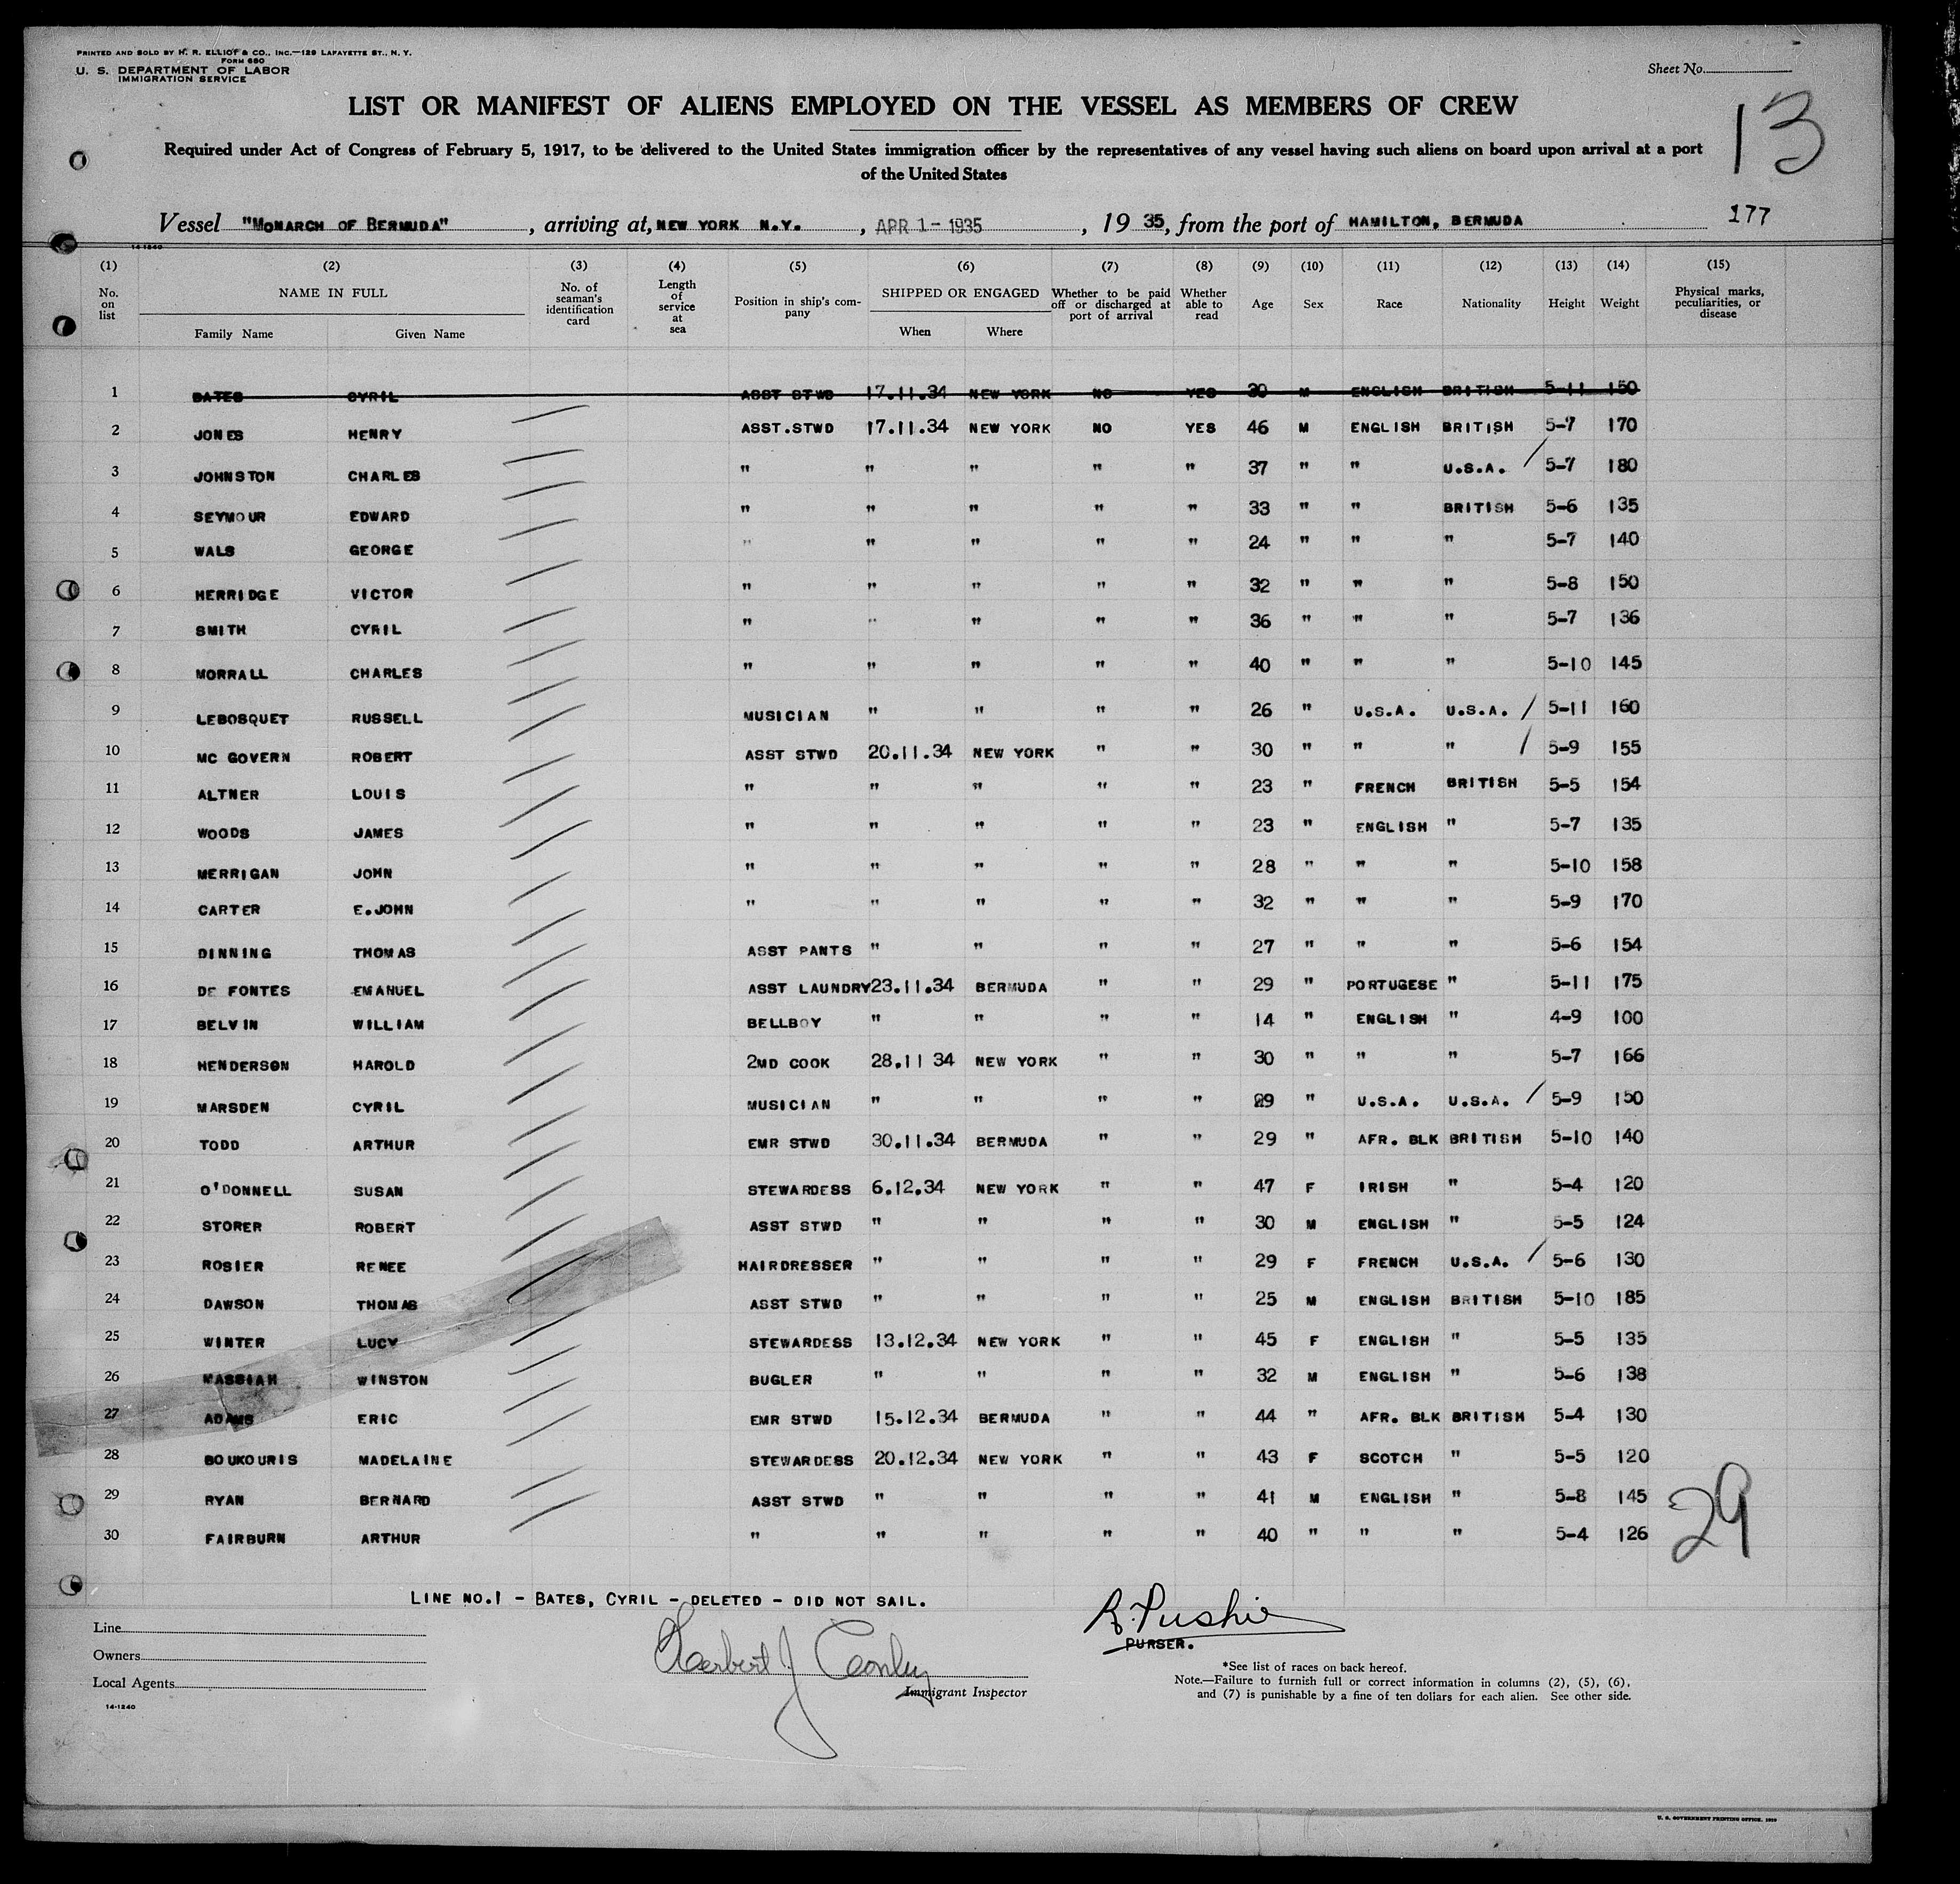 PRINTED AND SOLD BY H. R. ELLIOT & CO., INC.—129 LAFAYETTE ST., N. Y.
FORM 680
U. S. DEPARTMENT OF LABOR
IMMIGRATION SERVICE
Sheet No.
LIST OR MANIFEST OF ALIENS EMPLOYED ON THE VESSEL AS MEMBERS OF CREW
13
Required under Act of Congress of February 5, 1917, to be delivered to the United States immigration officer by the representatives of any vessel having such aliens on board upon arrival at a port
of the United States
Vessel "MONARCH OF BERMUDA", arriving at, NEW YORK N.Y., APR 1 - 1935, 19 35, from the port of HAMILTON, BERMUDA 177
14-1240
(1) (2) (3) (4) (5) (6) (7) (8) (9) (10) (11) (12) (13) (14) (15)
No. on list NAME IN FULL Family Name Given Name No. of seaman's identification card Length of service at sea Position in ship's company SHIPPED OR ENGAGED When Where Whether to be paid off or discharged at port of arrival Whether able to read Age Sex Race Nationality Height Weight Physical marks, peculiarities, or disease
1 BATES CYRIL ASST STWD 17.11.34 NEW YORK NO YES 30 M ENGLISH BRITISH 5-11 150
2 JONES HENRY ASST.STWD 17.11.34 NEW YORK NO YES 46 M ENGLISH BRITISH 5-7 170
3 JOHNSTON CHARLES " " " " " 37 " " U.S.A. / 5-7 180
4 SEYMOUR EDWARD " " " " " 33 " " BRITISH 5-6 135
5 WALS GEORGE " " " " " 24 " " " 5-7 140
6 HERRIDGE VICTOR " " " " " 32 " " " 5-8 150
7 SMITH CYRIL " " " " " 36 " " " 5-7 136
8 MORRALL CHARLES " " " " " 40 " " " 5-10 145
9 LEBOSQUET RUSSELL MUSICIAN " " " " 26 " U.S.A. U.S.A. / 5-11 160
10 MC GOVERN ROBERT ASST STWD 20.11.34 NEW YORK " " 30 " " " / 5-9 155
11 ALTNER LOUIS " " " " " 23 " FRENCH BRITISH 5-5 154
12 WOODS JAMES " " " " " 23 " ENGLISH " 5-7 135
13 MERRIGAN JOHN " " " " " 28 " " " 5-10 158
14 CARTER E.JOHN " " " " " 32 " " " 5-9 170
15 DINNING THOMAS ASST PANTS " " " " 27 " " " 5-6 154
16 DE FONTES EMANUEL ASST LAUNDRY 23.11.34 BERMUDA " " 29 " PORTUGESE " 5-11 175
17 BELVIN WILLIAM BELLBOY " " " " 14 " ENGLISH " 4-9 100
18 HENDERSON HAROLD 2MD COOK 28.11 34 NEW YORK " " 30 " " " 5-7 166
19 MARSDEN CYRIL MUSICIAN " " " " 29 " U.S.A. U.S.A. / 5-9 150
20 TODD ARTHUR EMR STWD 30.11.34 BERMUDA " " 29 " AFR. BLK BRITISH 5-10 140
21 O'DONNELL SUSAN STEWARDESS 6.12.34 NEW YORK " " 47 F IRISH " 5-4 120
22 STORER ROBERT ASST STWD " " " " 30 M ENGLISH " 5-5 124
23 ROSIER RENEE HAIRDRESSER " " " " 29 F FRENCH U.S.A. / 5-6 130
24 DAWSON THOMAS ASST STWD " " " " 25 M ENGLISH BRITISH 5-10 185
25 WINTER LUCY STEWARDESS 13.12.34 NEW YORK " " 45 F ENGLISH " 5-5 135
26 MASSIAH WINSTON BUGLER " " " " 32 M ENGLISH " 5-6 138
27 ADAMS ERIC EMR STWD 15.12.34 BERMUDA " " 44 " AFR. BLK BRITISH 5-4 130
28 BOUKOURIS MADELAINE STEWARDESS 20.12.34 NEW YORK " " 43 F SCOTCH " 5-5 120
29 RYAN BERNARD ASST STWD " " " " 41 M ENGLISH " 5-8 145
30 FAIRBURN ARTHUR " " " " " 40 " " " 5-4 126
29
LINE NO.1 - BATES, CYRIL - DELETED - DID NOT SAIL.
Line
Owners
Local Agents
14-1240
Herbert J Conley
Immigrant Inspector
R. Pushie
PURSER.
*See list of races on back hereof.
Note.—Failure to furnish full or correct information in columns (2), (5), (6),
and (7) is punishable by a fine of ten dollars for each alien. See other side.
U. S. GOVERNMENT PRINTING OFFICE.